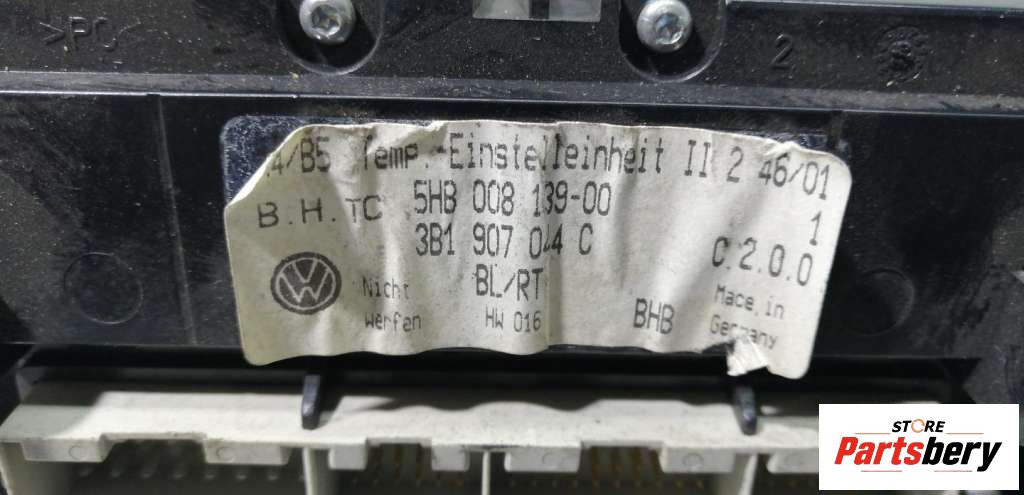 >PC<
2
.4/B5 Temp.-Einstelleinheit II 2 46/01
B.H.TC 5HB 008 139-00 1
3B1 907 044 C C.2.0.0
Nicht BL/RT Made in
werfen HW 016 BHB Germany
STORE
Partsbery